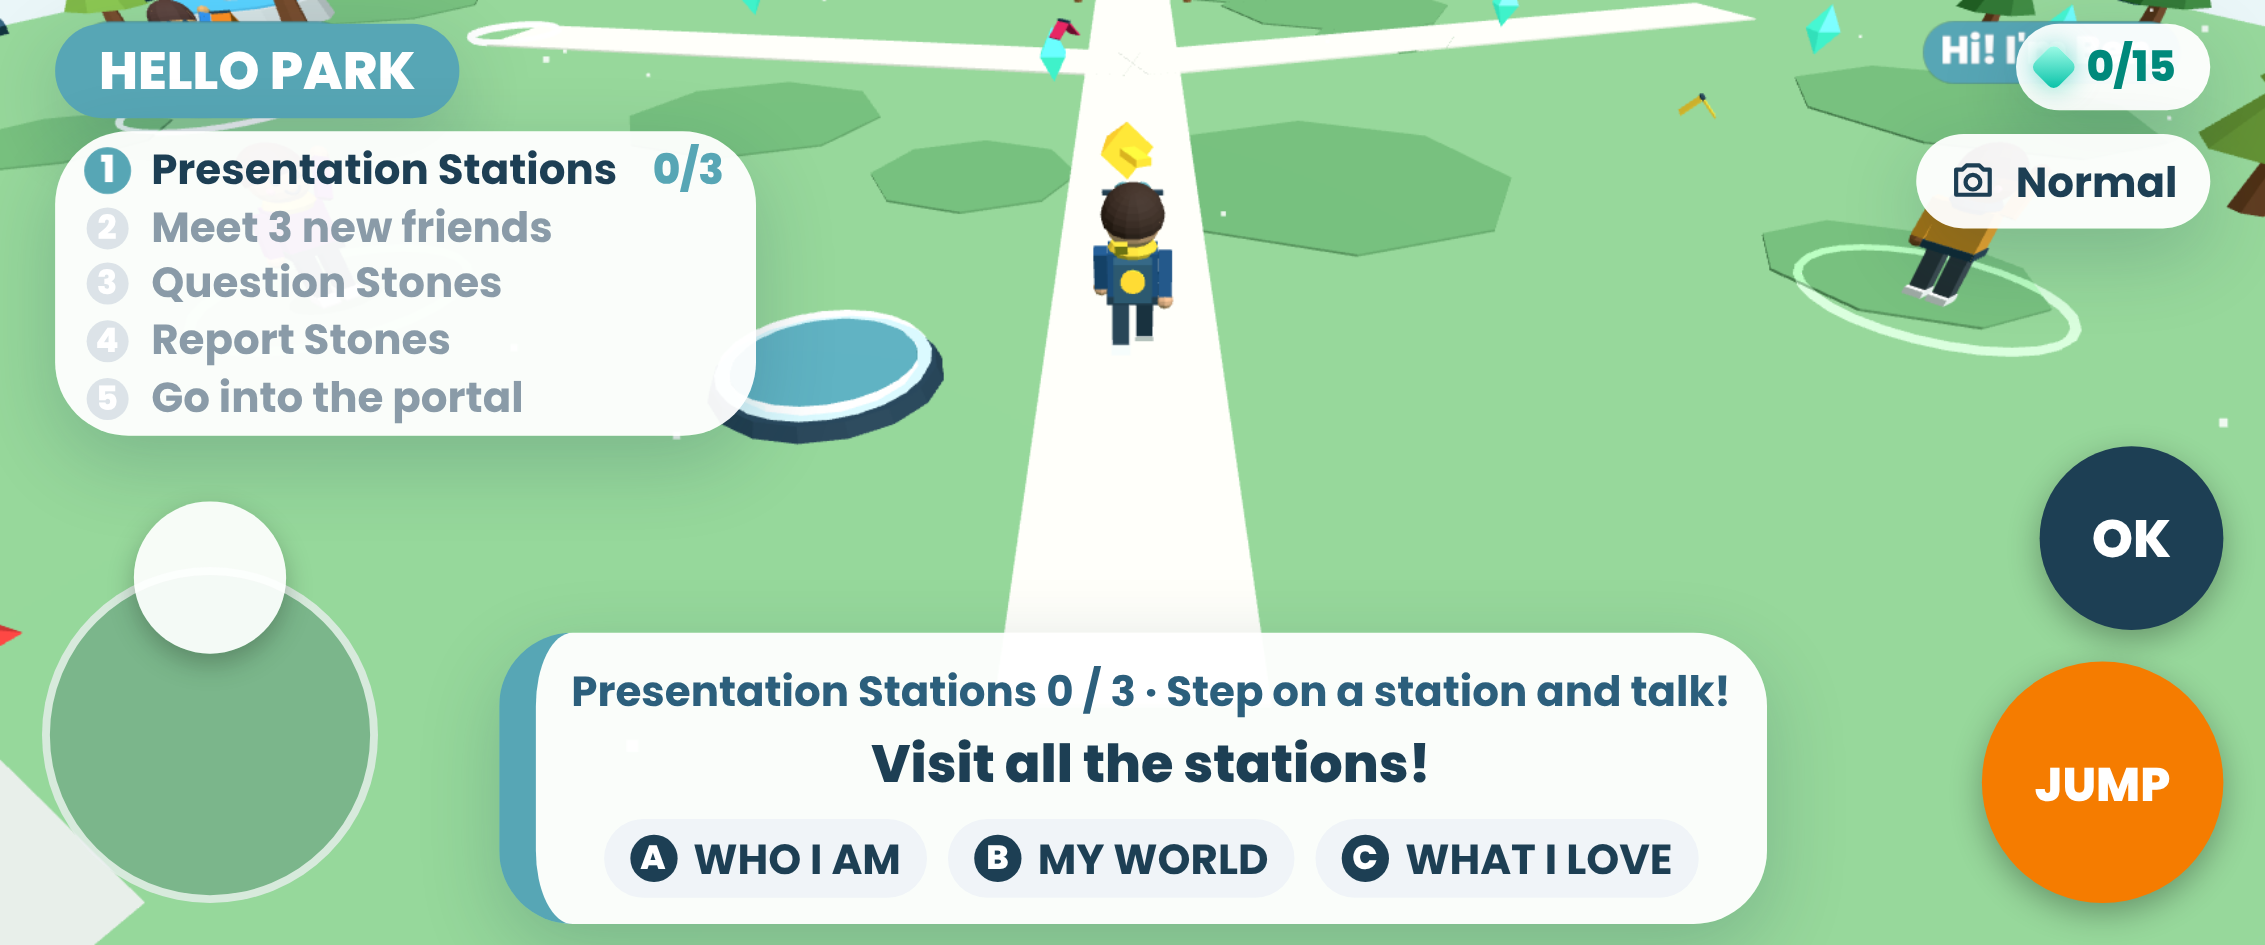 HELLO PARK
Hi! I'
0/15
1 Presentation Stations 0/3
Normal
2 Meet 3 new friends
3 Question Stones
4 Report Stones
5 Go into the portal
OK
JUMP
Presentation Stations 0 / 3 · Step on a station and talk!
Visit all the stations!
A WHO I AM B MY WORLD C WHAT I LOVE